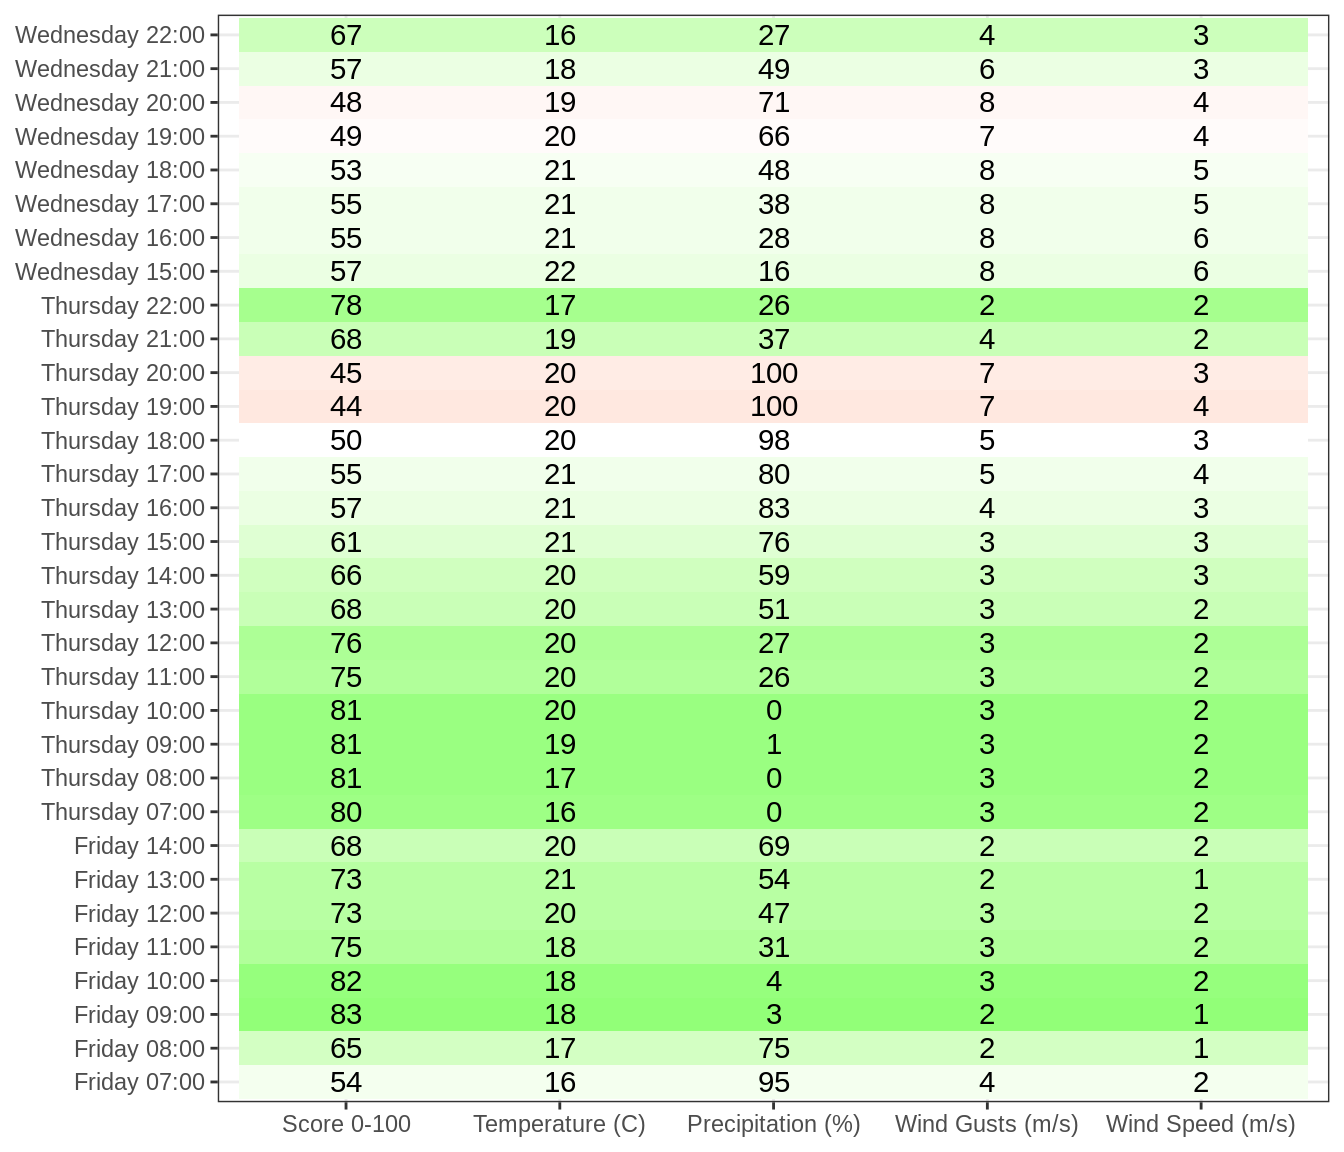 Wednesday 22:00 67 16 27 4 3
Wednesday 21:00 57 18 49 6 3
Wednesday 20:00 48 19 71 8 4
Wednesday 19:00 49 20 66 7 4
Wednesday 18:00 53 21 48 8 5
Wednesday 17:00 55 21 38 8 5
Wednesday 16:00 55 21 28 8 6
Wednesday 15:00 57 22 16 8 6
Thursday 22:00 78 17 26 2 2
Thursday 21:00 68 19 37 4 2
Thursday 20:00 45 20 100 7 3
Thursday 19:00 44 20 100 7 4
Thursday 18:00 50 20 98 5 3
Thursday 17:00 55 21 80 5 4
Thursday 16:00 57 21 83 4 3
Thursday 15:00 61 21 76 3 3
Thursday 14:00 66 20 59 3 3
Thursday 13:00 68 20 51 3 2
Thursday 12:00 76 20 27 3 2
Thursday 11:00 75 20 26 3 2
Thursday 10:00 81 20 0 3 2
Thursday 09:00 81 19 1 3 2
Thursday 08:00 81 17 0 3 2
Thursday 07:00 80 16 0 3 2
Friday 14:00 68 20 69 2 2
Friday 13:00 73 21 54 2 1
Friday 12:00 73 20 47 3 2
Friday 11:00 75 18 31 3 2
Friday 10:00 82 18 4 3 2
Friday 09:00 83 18 3 2 1
Friday 08:00 65 17 75 2 1
Friday 07:00 54 16 95 4 2
Score 0-100 Temperature (C) Precipitation (%) Wind Gusts (m/s) Wind Speed (m/s)